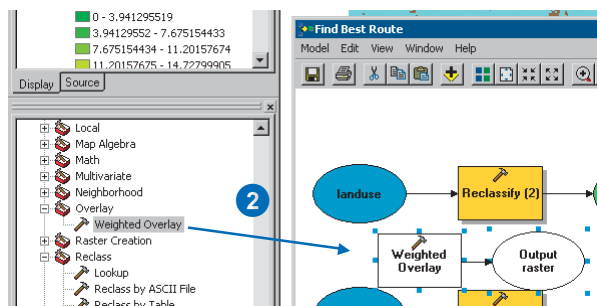 0 - 3.941295519
3.94129552 - 7.675154433
7.675154434 - 11.20157674
11.20157675 - 14.72799905
Display Source
Local
Map Algebra
Math
Multivariate
Neighborhood
Overlay
Weighted Overlay
Raster Creation
Reclass
Lookup
Reclass by ASCII File
Reclass by Table
2
Find Best Route
Model Edit View Window Help
landuse
Reclassify (2)
Weighted
Overlay
Output
raster